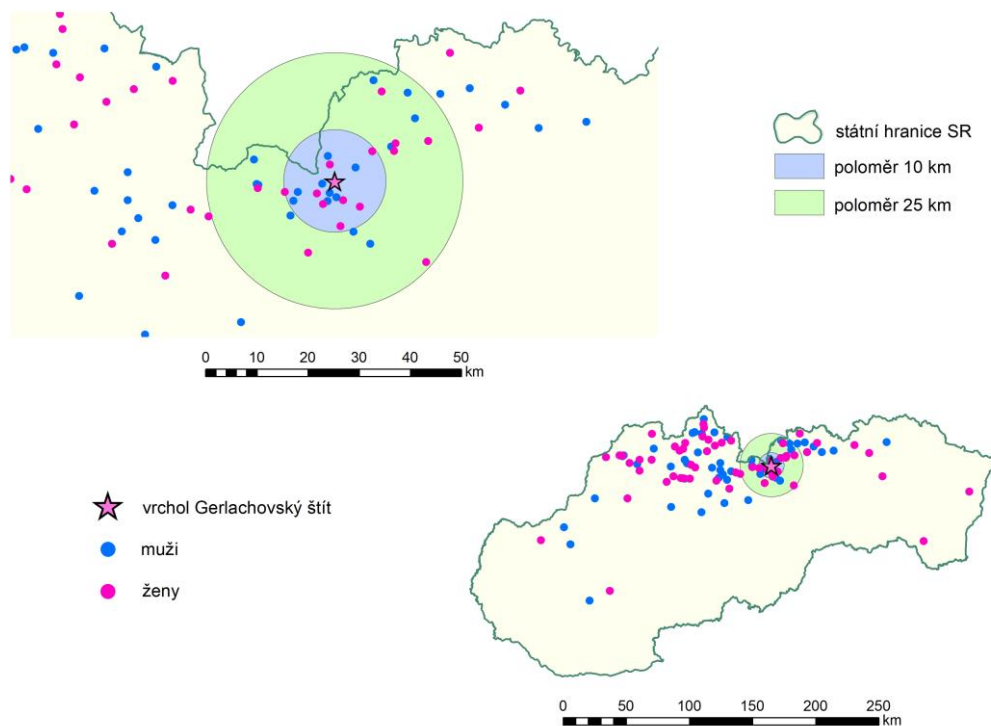 státní hranice SR
poloměr 10 km
poloměr 25 km
0 10 20 30 40 50
km
vrchol Gerlachovský štít
muži
ženy
0 50 100 150 200 250
km